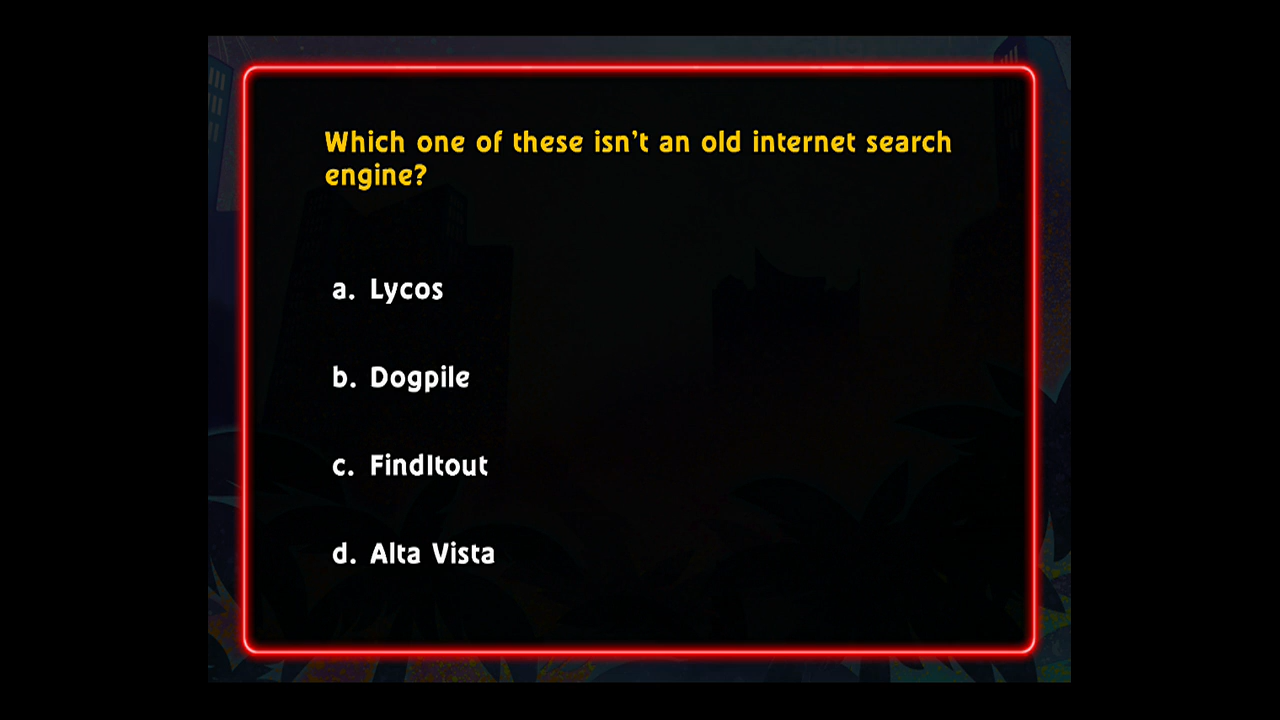 Which one of these isn't an old internet search
engine?
a. Lycos
b. Dogpile
c. FindItout
d. Alta Vista